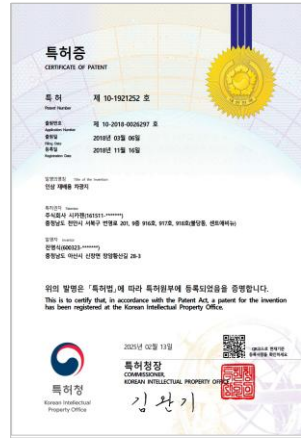 특허증
CERTIFICATE OF PATENT
특 허 제 10-1921252 호
Patent Number
출원번호 제 10-2018-0026297 호
Application Number
출원일 2018년 03월 06일
Filing Date
등록일 2018년 11월 16일
Registration Date
발명의명칭 Title of the Invention
인삼 재배용 차광지
특허권자 Patentee
주식회사 시카렌(161511-*******)
충청남도 천안시 서북구 번영로 201, 9층 916호, 917호, 918호(불당동, 센트에비뉴)
발명자 Inventor
전명식(600323-*******)
충청남도 아산시 신창면 장양활산길 28-3
위의 발명은 「특허법」에 따라 특허원부에 등록되었음을 증명합니다.
This is to certify that, in accordance with the Patent Act, a patent for the invention
has been registered at the Korean Intellectual Property Office.
2025년 02월 13일
특허청장
COMMISSIONER,
KOREAN INTELLECTUAL PROPERTY OFFICE
김완기
특허청
Korean Intellectual
Property Office